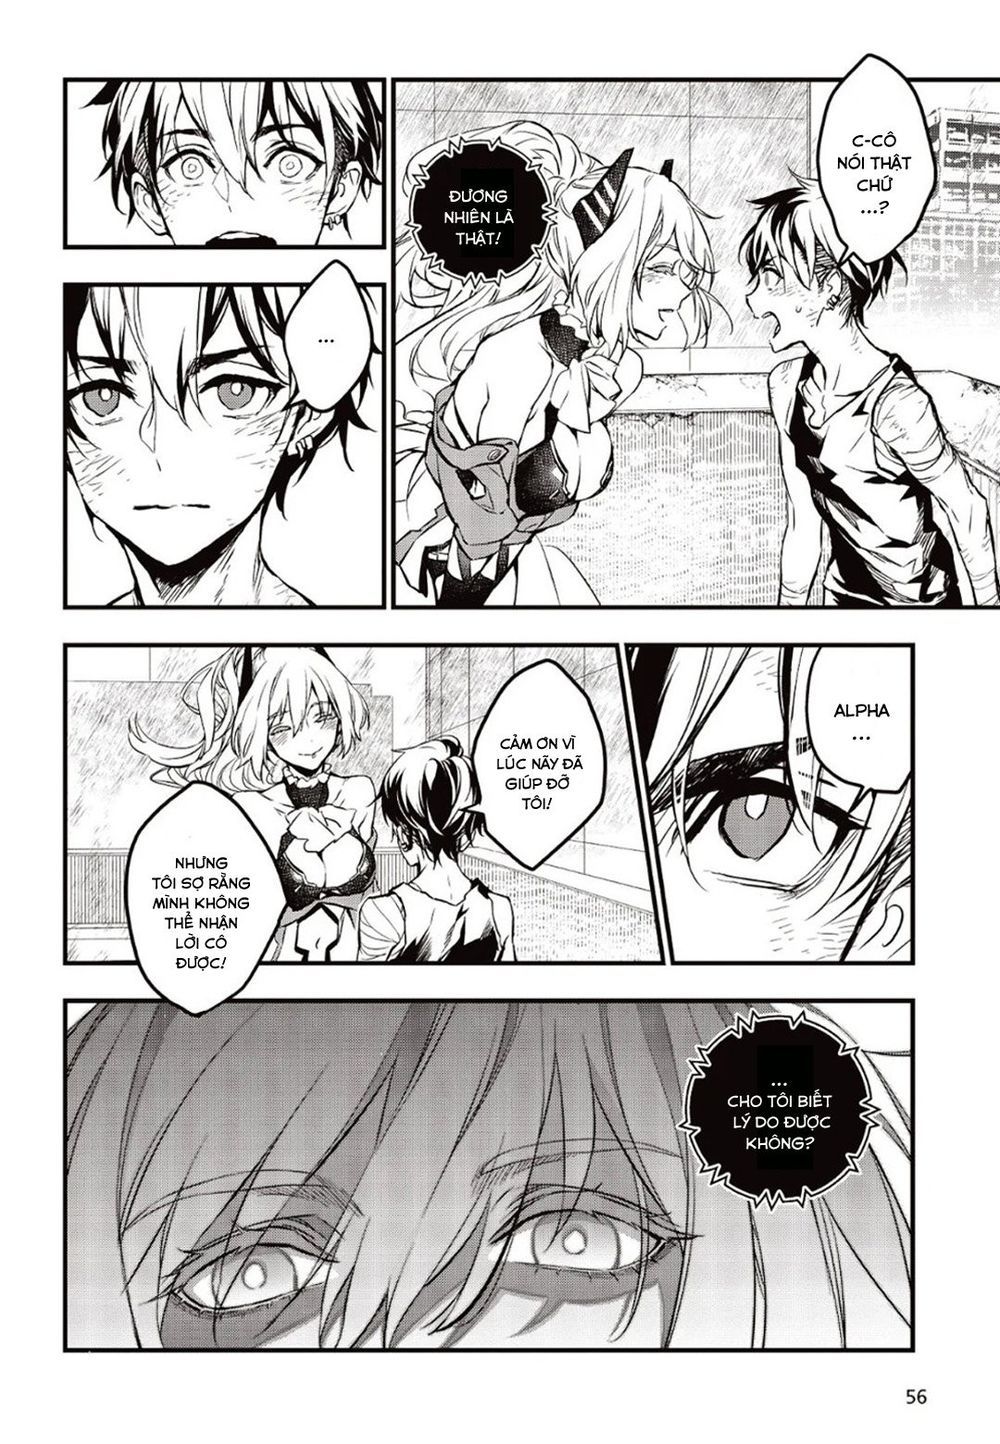 C-CÔ
NÓI THẬT
CHỨ
...?
ĐƯƠNG
NHIÊN LÀ
THẬT!
...
ALPHA
...
CẢM ƠN VÌ
LÚC NÃY ĐÃ
GIÚP ĐỠ
TÔI!
NHƯNG
TÔI SỢ RẰNG
MÌNH KHÔNG
THỂ NHẬN
LỜI CÔ
ĐƯỢC!
...
CHO TÔI BIẾT
LÝ DO ĐƯỢC
KHÔNG?
56